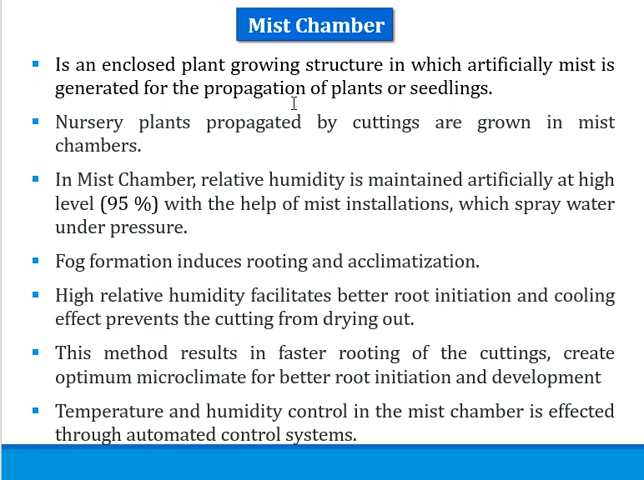 Mist Chamber
▪ Is an enclosed plant growing structure in which artificially mist is
generated for the propagation of plants or seedlings.
▪ Nursery plants propagated by cuttings are grown in mist
chambers.
▪ In Mist Chamber, relative humidity is maintained artificially at high
level (95 %) with the help of mist installations, which spray water
under pressure.
▪ Fog formation induces rooting and acclimatization.
▪ High relative humidity facilitates better root initiation and cooling
effect prevents the cutting from drying out.
▪ This method results in faster rooting of the cuttings, create
optimum microclimate for better root initiation and development
▪ Temperature and humidity control in the mist chamber is effected
through automated control systems.